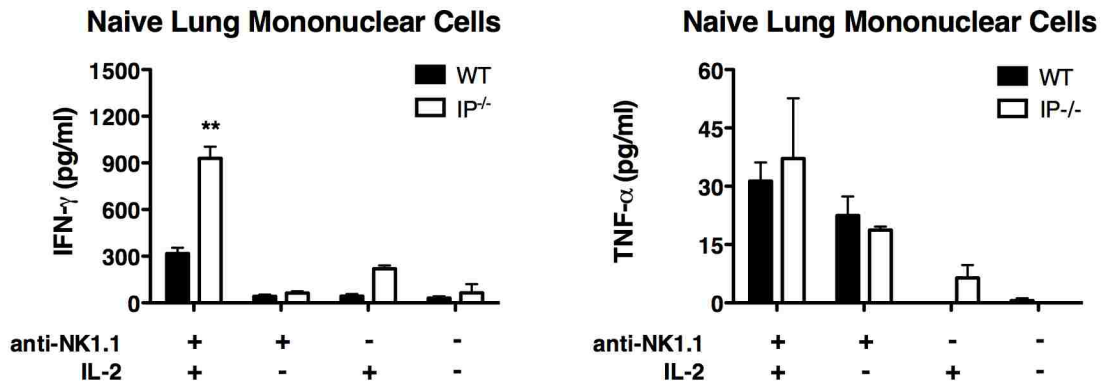 Naive Lung Mononuclear Cells
IFN-γ (pg/ml)
1500
1200
900
600
300
0
WT
IP-/-
**
anti-NK1.1 + + - -
IL-2 + - + -
Naive Lung Mononuclear Cells
TNF-α (pg/ml)
60
45
30
15
0
WT
IP-/-
anti-NK1.1 + + - -
IL-2 + - + -